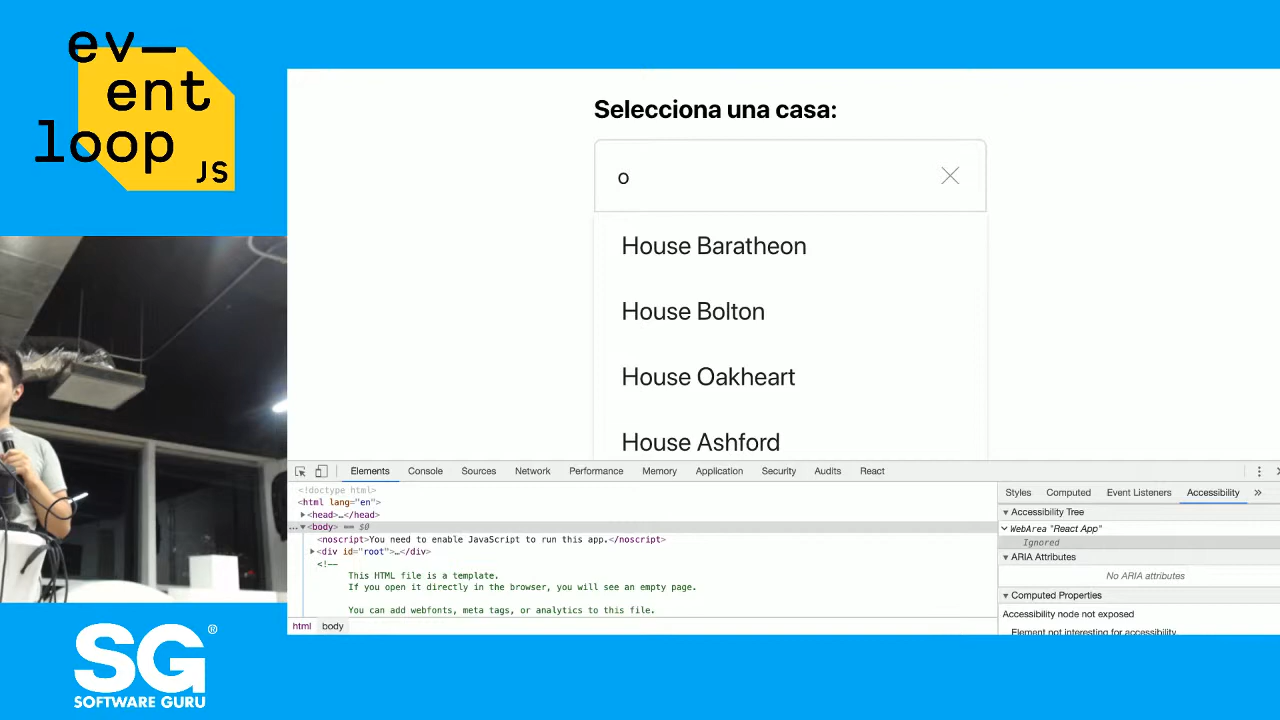 ev—
ent
loop
JS
Selecciona una casa:
o
House Baratheon
House Bolton
House Oakheart
House Ashford
Elements Console Sources Network Performance Memory Application Security Audits React
<!doctype html>
<html lang="en">
▶<head>…</head>
…▼<body> == $0
<noscript>You need to enable JavaScript to run this app.</noscript>
▶<div id="root">…</div>
<!--
This HTML file is a template.
If you open it directly in the browser, you will see an empty page.
You can add webfonts, meta tags, or analytics to this file.
html body
Styles Computed Event Listeners Accessibility »
▼Accessibility Tree
WebArea "React App"
Ignored
▼ARIA Attributes
No ARIA attributes
▼Computed Properties
Accessibility node not exposed
Element not interesting for accessibility.
SG®
SOFTWARE GURU